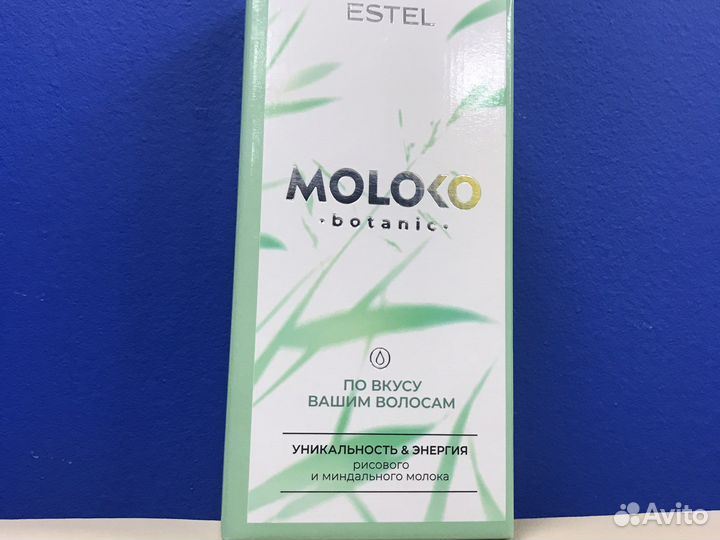 ESTEL
MOLOKO
·botanic·
ПО ВКУСУ
ВАШИМ ВОЛОСАМ
УНИКАЛЬНОСТЬ & ЭНЕРГИЯ
рисового
и миндального молока
Avito